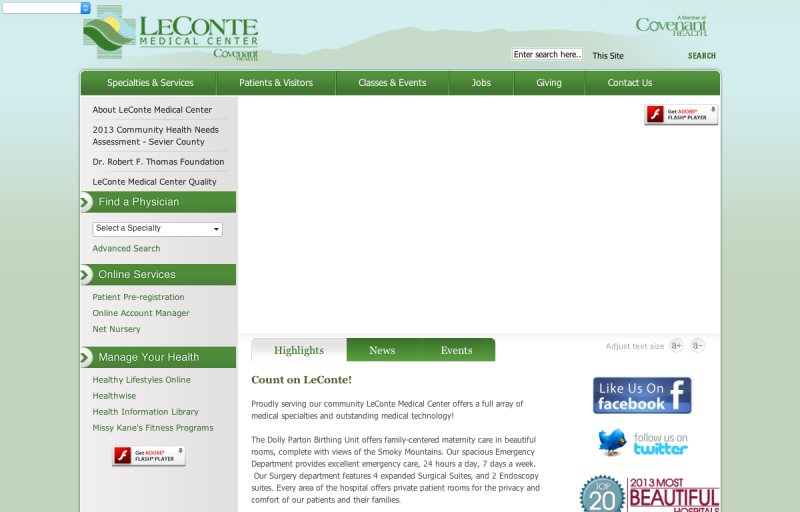 LECONTE
MEDICAL CENTER
Covenant
HEALTH
A Member of
Covenant
HEALTH
Enter search here..
This Site
SEARCH
Specialties & Services
Patients & Visitors
Classes & Events
Jobs
Giving
Contact Us
About LeConte Medical Center
2013 Community Health Needs
Assessment - Sevier County
Dr. Robert F. Thomas Foundation
LeConte Medical Center Quality
Find a Physician
Select a Specialty
Advanced Search
Online Services
Patient Pre-registration
Online Account Manager
Net Nursery
Manage Your Health
Healthy Lifestyles Online
Healthwise
Health Information Library
Missy Kane's Fitness Programs
Get ADOBE®
FLASH® PLAYER
Get ADOBE®
FLASH® PLAYER
Highlights
News
Events
Adjust text size
a+
a-
Count on LeConte!
Proudly serving our community LeConte Medical Center offers a full array of
medical specialties and outstanding medical technology!
The Dolly Parton Birthing Unit offers family-centered maternity care in beautiful
rooms, complete with views of the Smoky Mountains. Our spacious Emergency
Department provides excellent emergency care, 24 hours a day, 7 days a week.
Our Surgery department features 4 expanded Surgical Suites, and 2 Endoscopy
suites. Every area of the hospital offers private patient rooms for the privacy and
comfort of our patients and their families.
Like Us On
facebook
f
follow us on
twitter
TOP
20
2013 MOST
BEAUTIFUL
HOSPITALS